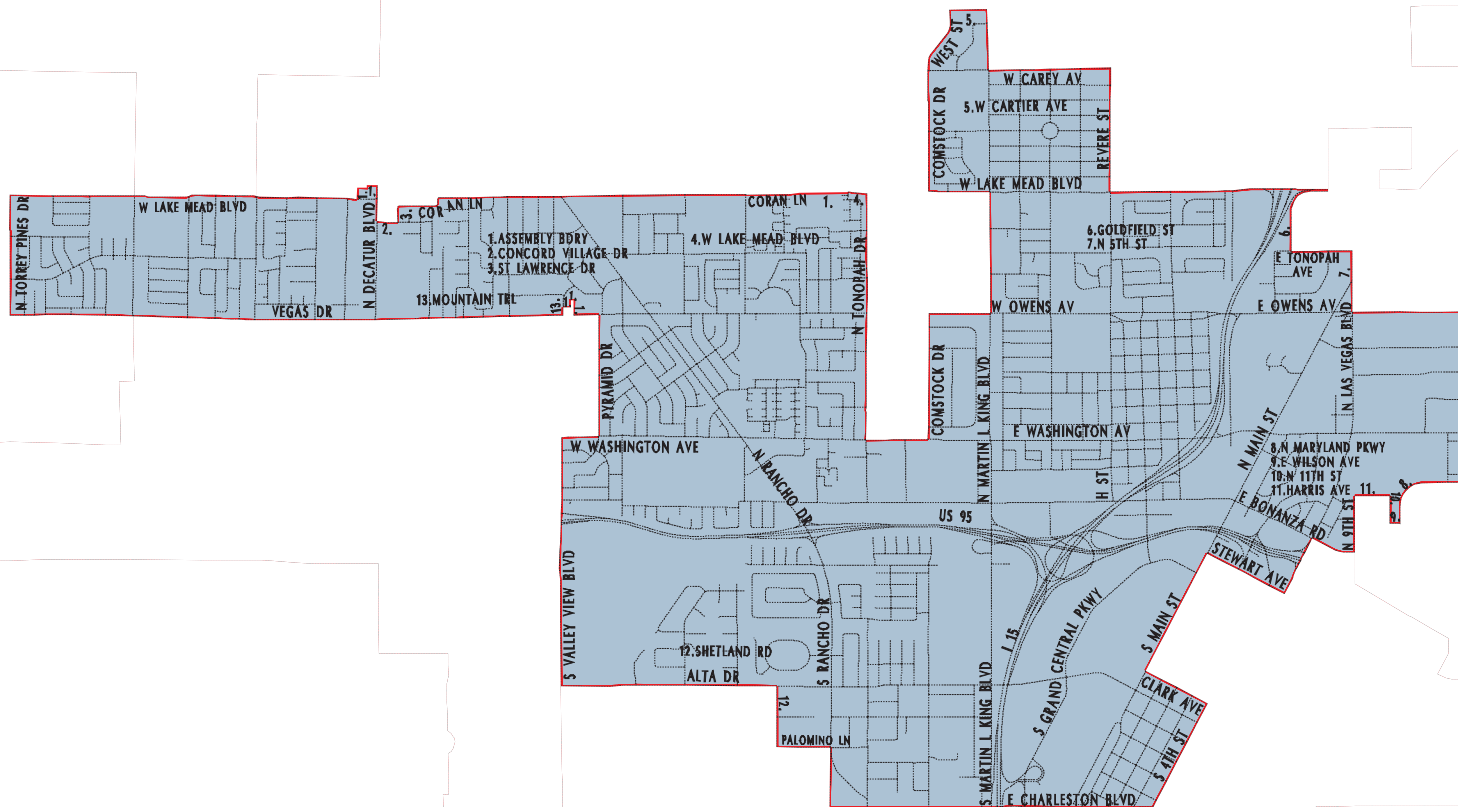 WEST ST
5.
W CAREY AV
5.W CARTIER AVE
COMSTOCK DR
REVERE ST
W LAKE MEAD BLVD
N TORREY PINES DR
W LAKE MEAD BLVD
1.
1.
N DECATUR BLVD
2.
3.
CORAN LN
1.ASSEMBLY BDRY
2.CONCORD VILLAGE DR
3.ST LAWRENCE DR
CORAN LN
1.
4.
4.W LAKE MEAD BLVD
N TONOPAH DR
6.GOLDFIELD ST
7.N 5TH ST
6.
E TONOPAH
AVE
7.
VEGAS DR
13.MOUNTAIN TRL
13.
1.
1.
1.
W OWENS AV
E OWENS AV
PYRAMID DR
COMSTOCK DR
N MARTIN L KING BLVD
N LAS VEGAS BLVD
E WASHINGTON AV
W WASHINGTON AVE
N RANCHO DR
H ST
N MAIN ST
8.N MARYLAND PKWY
9.E WILSON AVE
10.N 11TH ST
11.HARRIS AVE
11.
8.
10.
9.
E BONANZA RD
N 9TH ST
US 95
STEWART AVE
S VALLEY VIEW BLVD
S RANCHO DR
12.SHETLAND RD
ALTA DR
I 15
S GRAND CENTRAL PKWY
S MAIN ST
12.
PALOMINO LN
S MARTIN L KING BLVD
CLARK AVE
S 4TH ST
E CHARLESTON BLVD